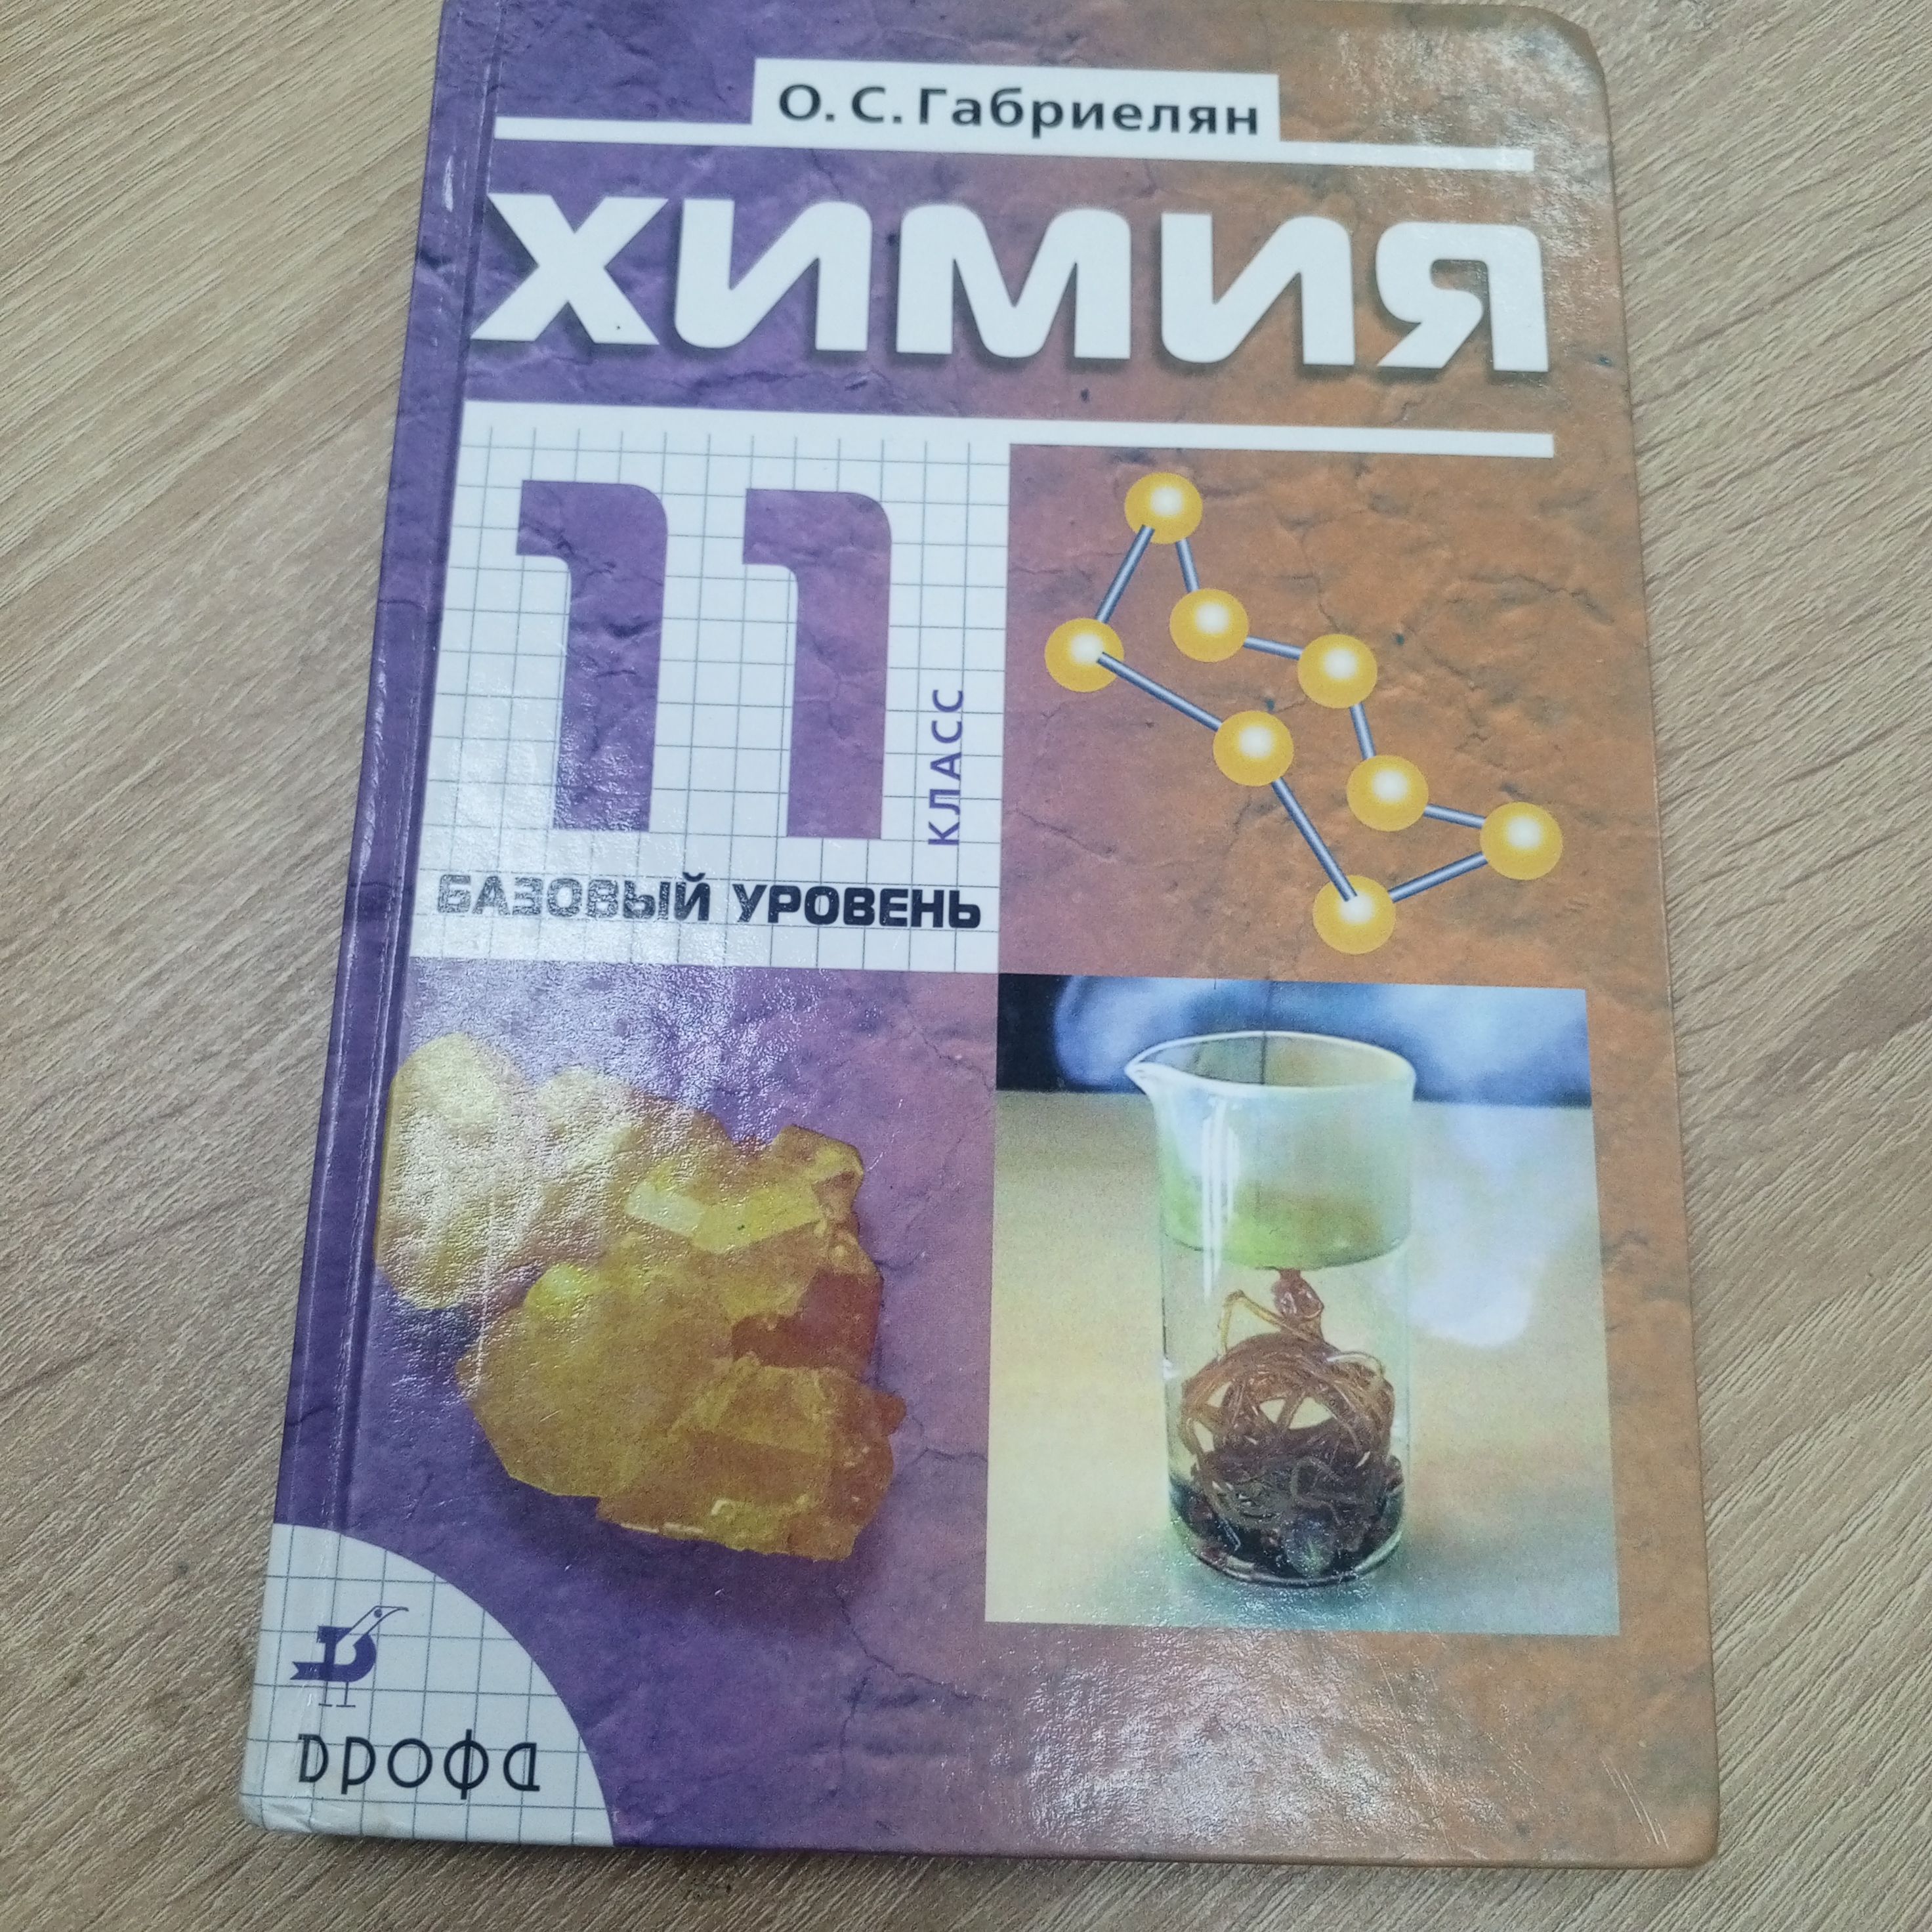 О. С. Габриелян
ХИМИЯ
11
КЛАСС
БАЗОВЫЙ УРОВЕНЬ
ДРОФА